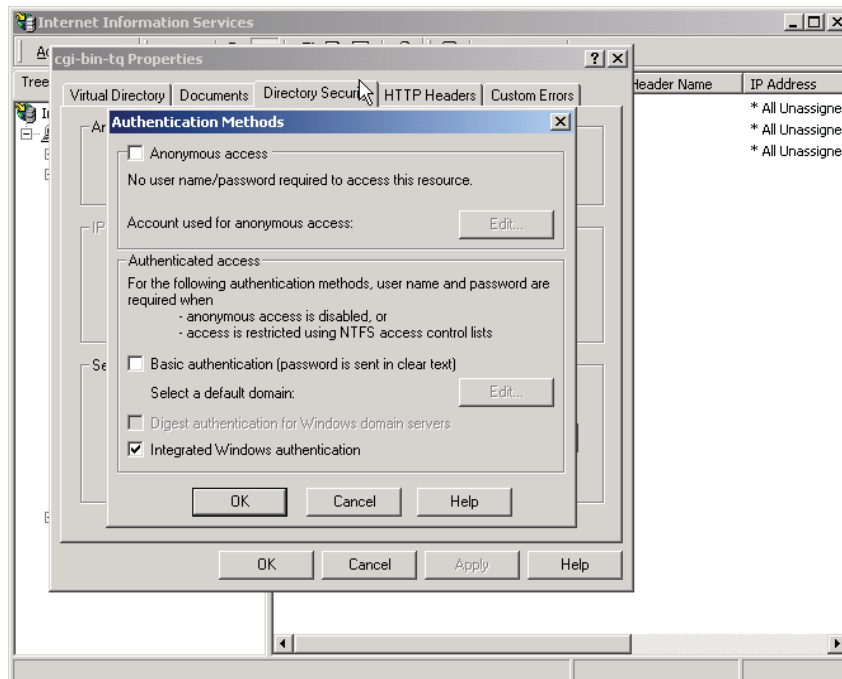 Internet Information Services
cgi-bin-tq Properties
Tree
Header Name
IP Address
Virtual Directory
Documents
HTTP Headers
Custom Errors
Directory
* All Unassigne
* All Unassigne
* All Unassigne
Authentication Methods
Anonymous access
No user name/password required to access this resource.
Account used for anonymous access:
Edit...
Authenticated access
For the following authentication methods, user name and password are
required when
- anonymous access is disabled, or
- access is restricted using NTFS access control lists
Basic authentication (password is sent in clear text)
Select a default domain:
Edit...
Digest authentication for Windows domain servers
Integrated Windows authentication
OK
Cancel
Help
OK
Cancel
Apply
Help